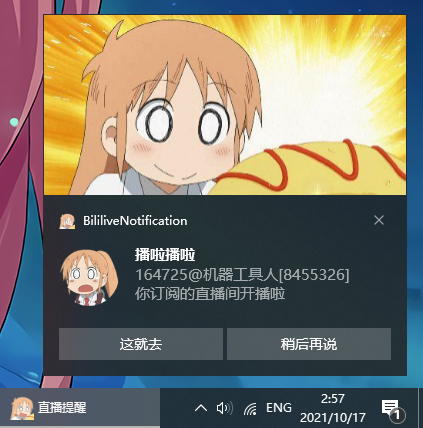 BililiveNotification
播啦播啦
164725@机器工具人[8455326]
你订阅的直播间开播啦
这就去
稍后再说
直播提醒
ENG
2:57
2021/10/17
1